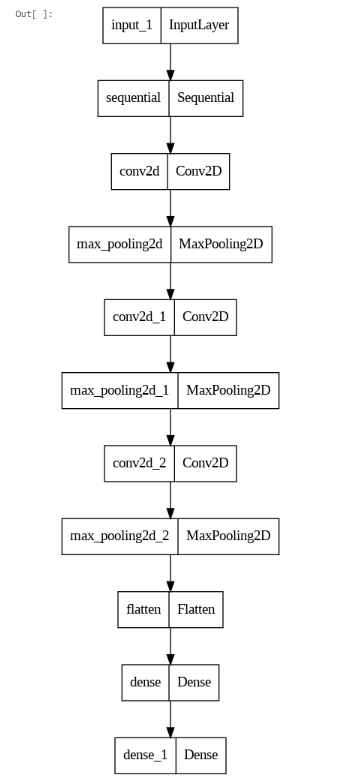 Out[ ]:
input_1 InputLayer
sequential Sequential
conv2d Conv2D
max_pooling2d MaxPooling2D
conv2d_1 Conv2D
max_pooling2d_1 MaxPooling2D
conv2d_2 Conv2D
max_pooling2d_2 MaxPooling2D
flatten Flatten
dense Dense
dense_1 Dense